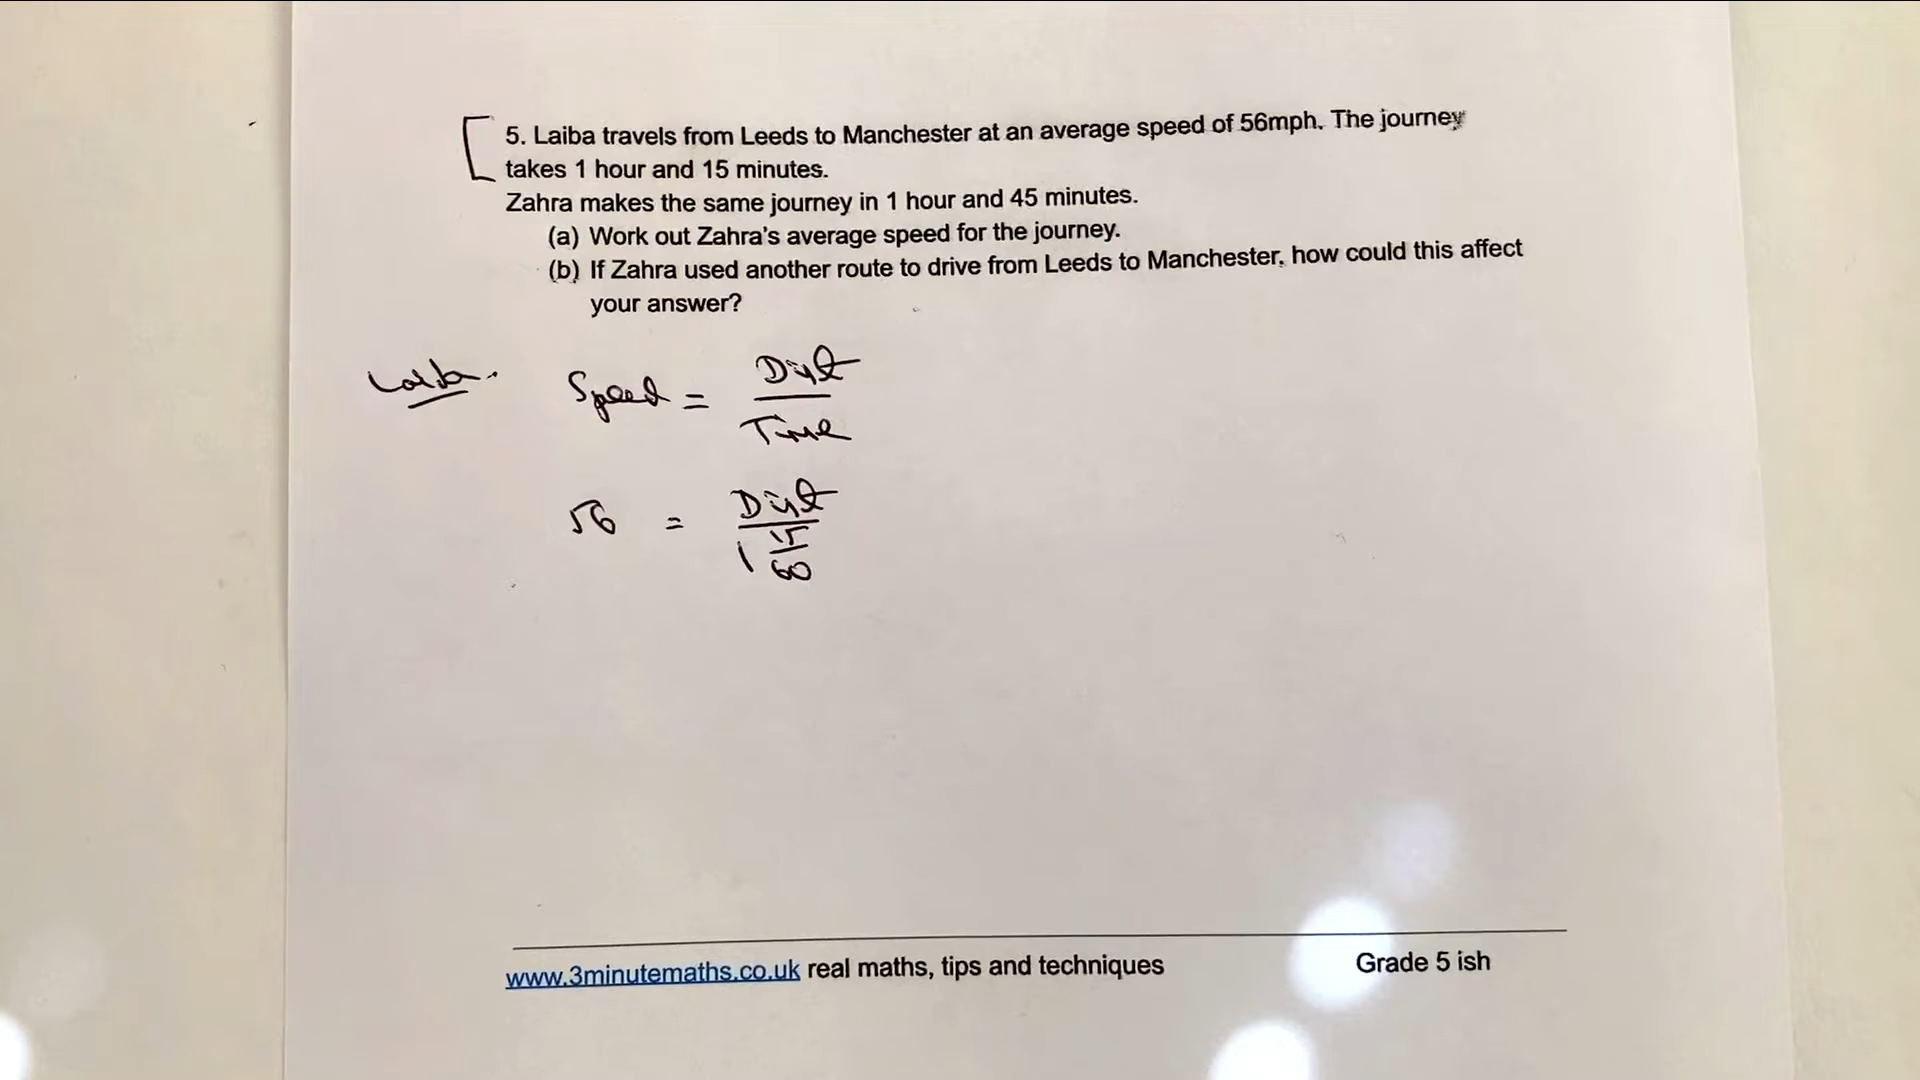 5. Laiba travels from Leeds to Manchester at an average speed of 56mph. The journey
takes 1 hour and 15 minutes.
Zahra makes the same journey in 1 hour and 45 minutes.
(a) Work out Zahra's average speed for the journey.
(b) If Zahra used another route to drive from Leeds to Manchester, how could this affect
your answer?
Laiba.
Speed = Dist
Time
56 = Dist
1 15
60
www.3minutemaths.co.uk real maths, tips and techniques Grade 5 ish